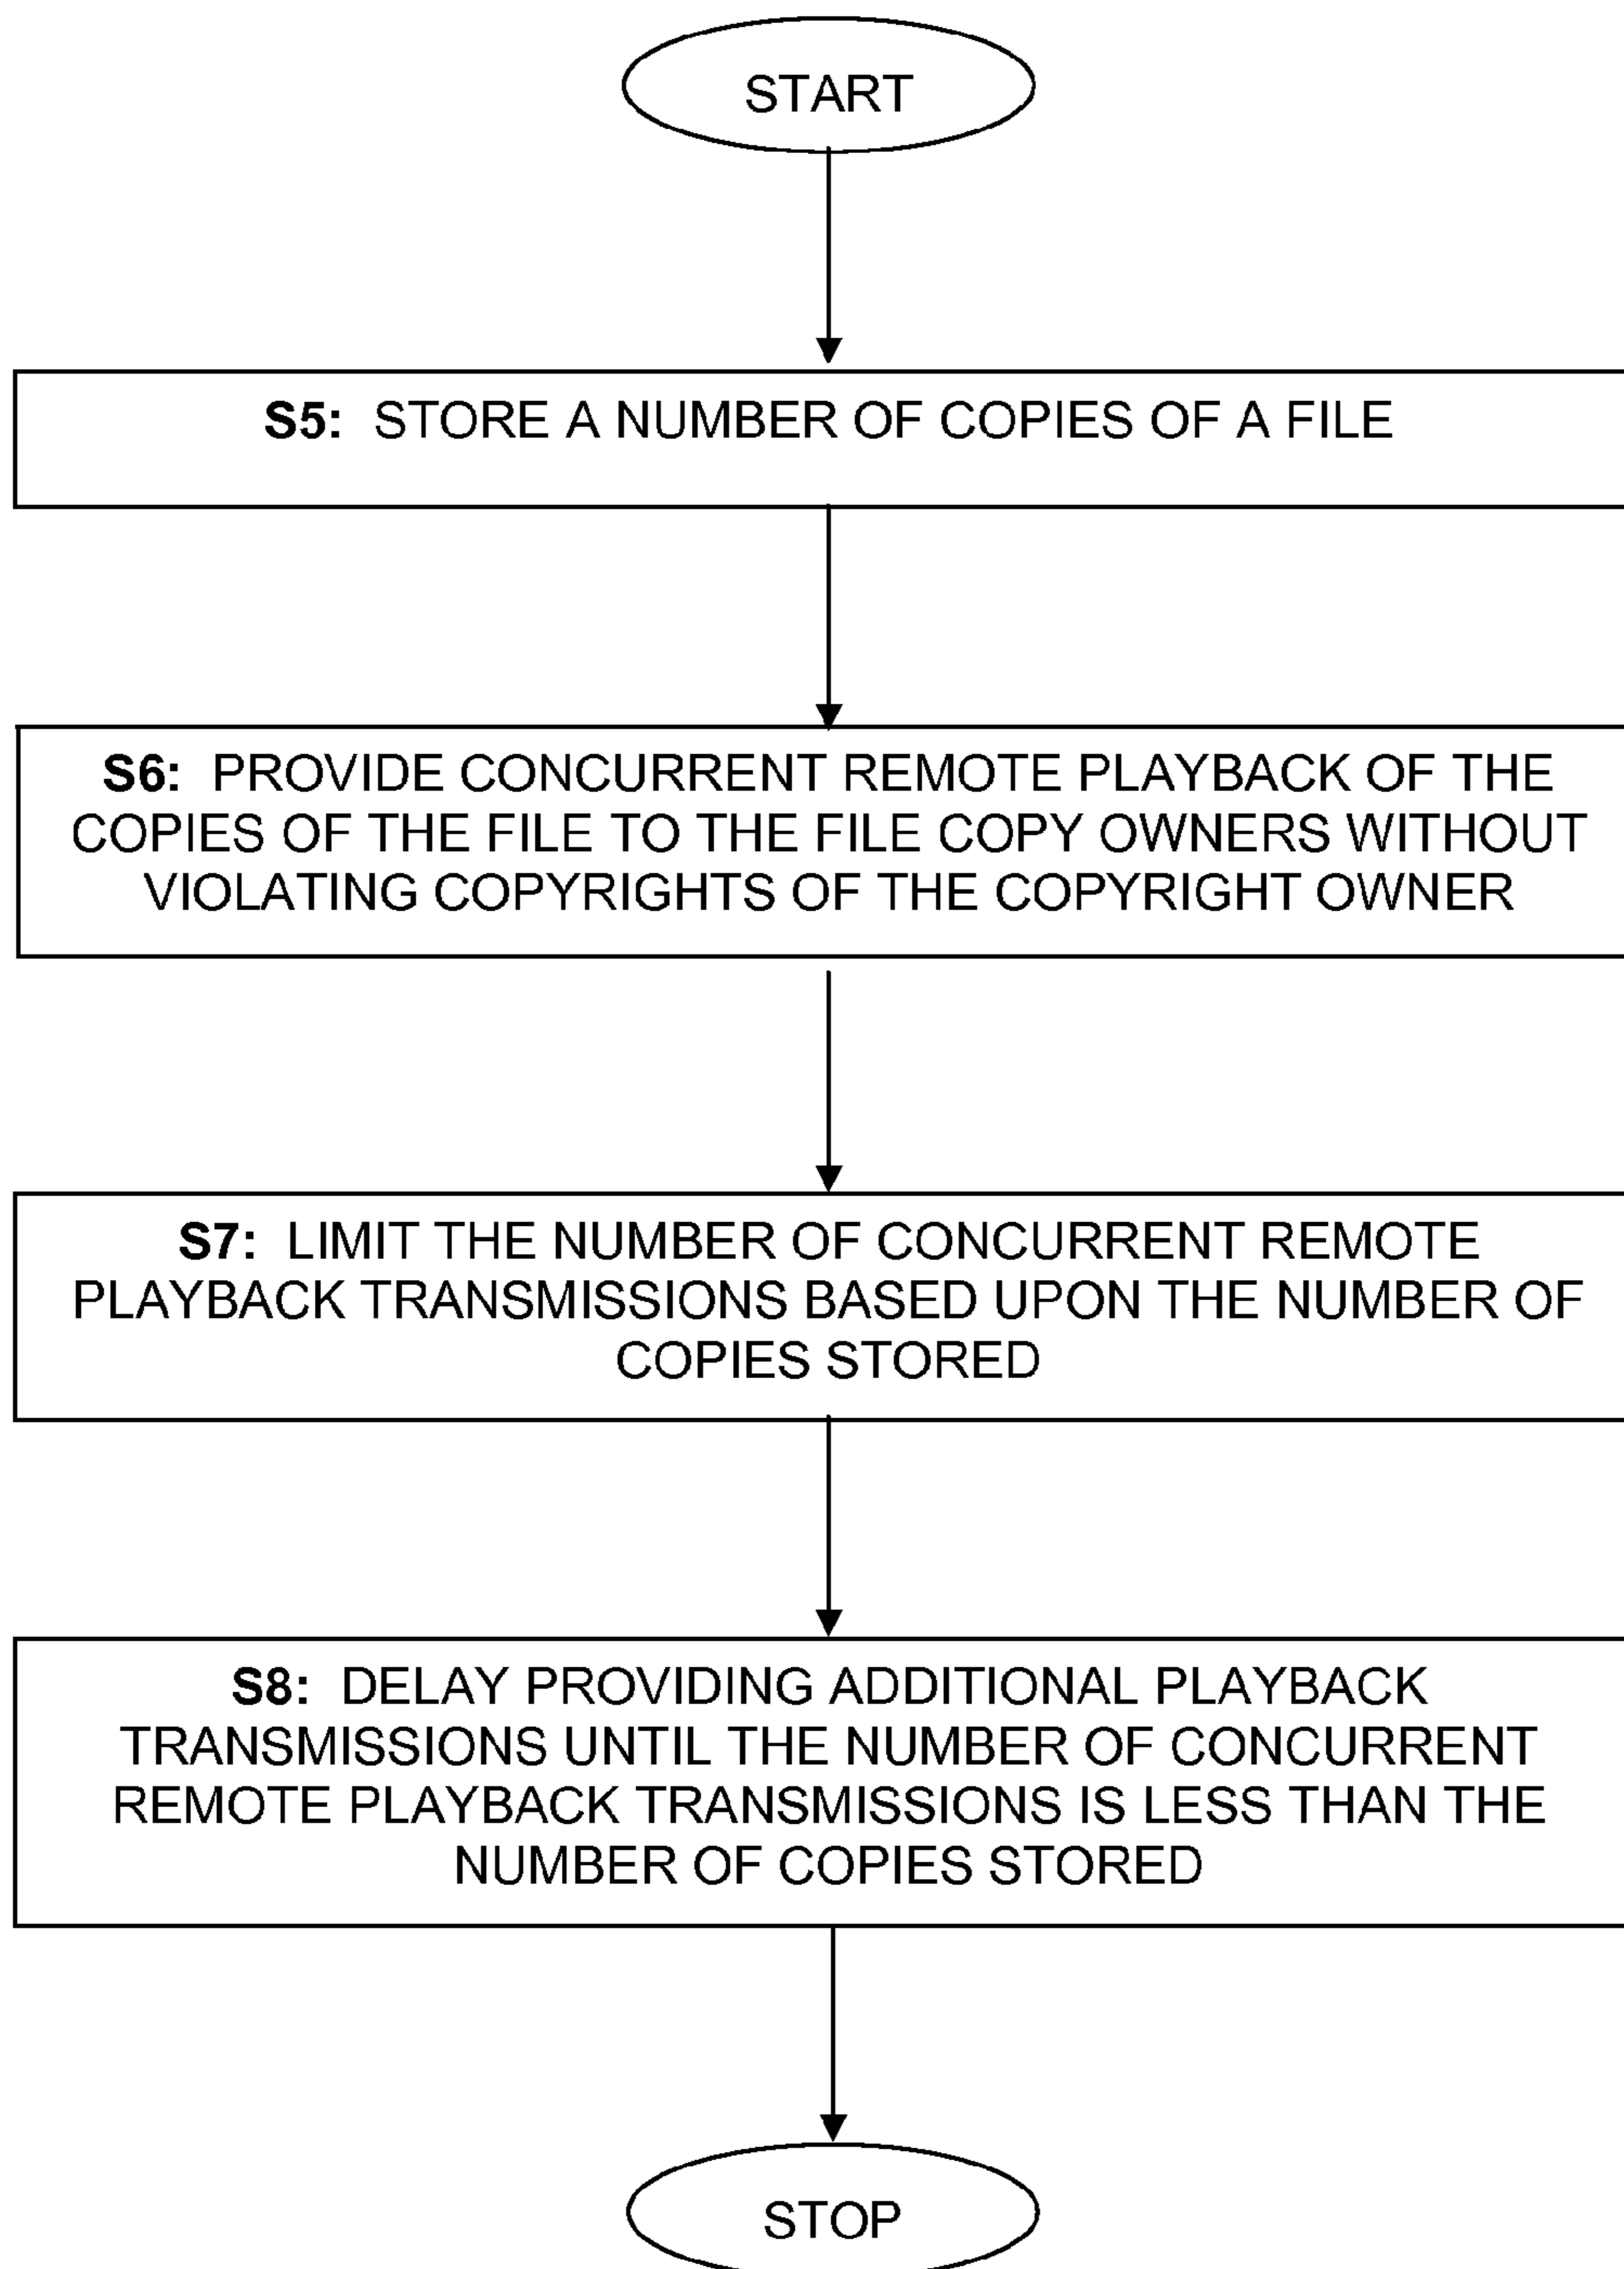 START
S5: STORE A NUMBER OF COPIES OF A FILE
S6: PROVIDE CONCURRENT REMOTE PLAYBACK OF THE
COPIES OF THE FILE TO THE FILE COPY OWNERS WITHOUT
VIOLATING COPYRIGHTS OF THE COPYRIGHT OWNER
S7: LIMIT THE NUMBER OF CONCURRENT REMOTE
PLAYBACK TRANSMISSIONS BASED UPON THE NUMBER OF
COPIES STORED
S8: DELAY PROVIDING ADDITIONAL PLAYBACK
TRANSMISSIONS UNTIL THE NUMBER OF CONCURRENT
REMOTE PLAYBACK TRANSMISSIONS IS LESS THAN THE
NUMBER OF COPIES STORED
STOP